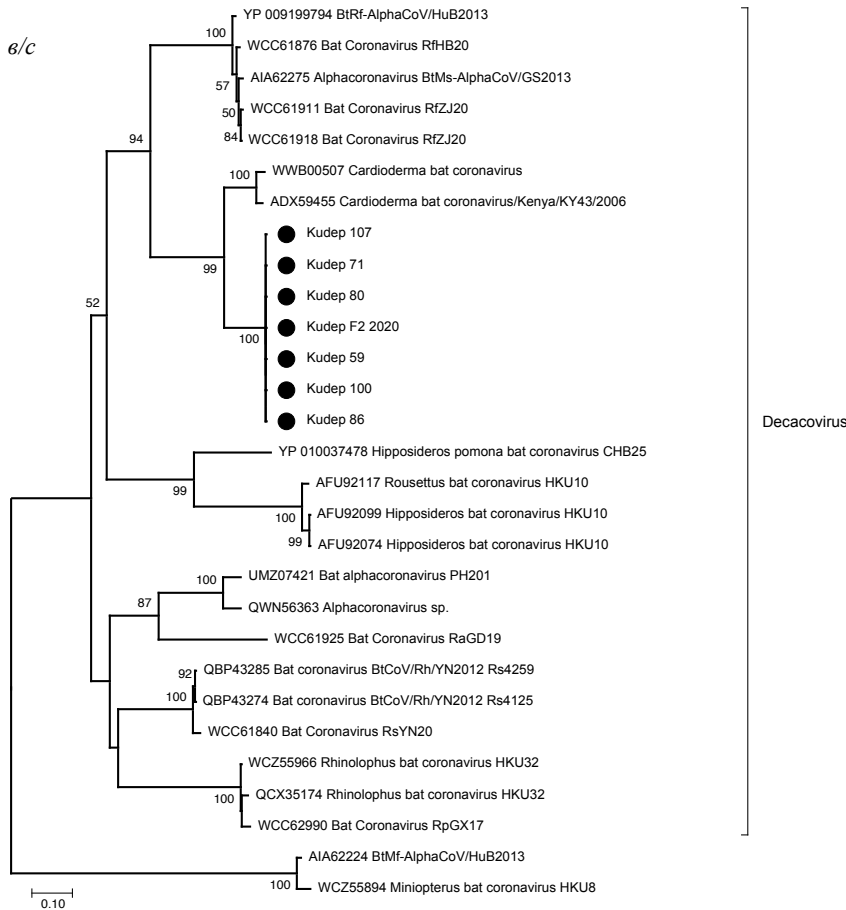 в/с
YP 009199794 BtRf-AlphaCoV/HuB2013
100
WCC61876 Bat Coronavirus RfHB20
AIA62275 Alphacoronavirus BtMs-AlphaCoV/GS2013
57
WCC61911 Bat Coronavirus RfZJ20
50
WCC61918 Bat Coronavirus RfZJ20
84
94
WWB00507 Cardioderma bat coronavirus
100
ADX59455 Cardioderma bat coronavirus/Kenya/KY43/2006
Kudep 107
99
Kudep 71
Kudep 80
52
Kudep F2 2020
100
Kudep 59
Kudep 100
Kudep 86
Decacovirus
YP 010037478 Hipposideros pomona bat coronavirus CHB25
99
AFU92117 Rousettus bat coronavirus HKU10
AFU92099 Hipposideros bat coronavirus HKU10
100
AFU92074 Hipposideros bat coronavirus HKU10
99
UMZ07421 Bat alphacoronavirus PH201
100
QWN56363 Alphacoronavirus sp.
87
WCC61925 Bat Coronavirus RaGD19
QBP43285 Bat coronavirus BtCoV/Rh/YN2012 Rs4259
92
QBP43274 Bat coronavirus BtCoV/Rh/YN2012 Rs4125
100
WCC61840 Bat Coronavirus RsYN20
WCZ55966 Rhinolophus bat coronavirus HKU32
QCX35174 Rhinolophus bat coronavirus HKU32
100
WCC62990 Bat Coronavirus RpGX17
AIA62224 BtMf-AlphaCoV/HuB2013
100
WCZ55894 Miniopterus bat coronavirus HKU8
0.10